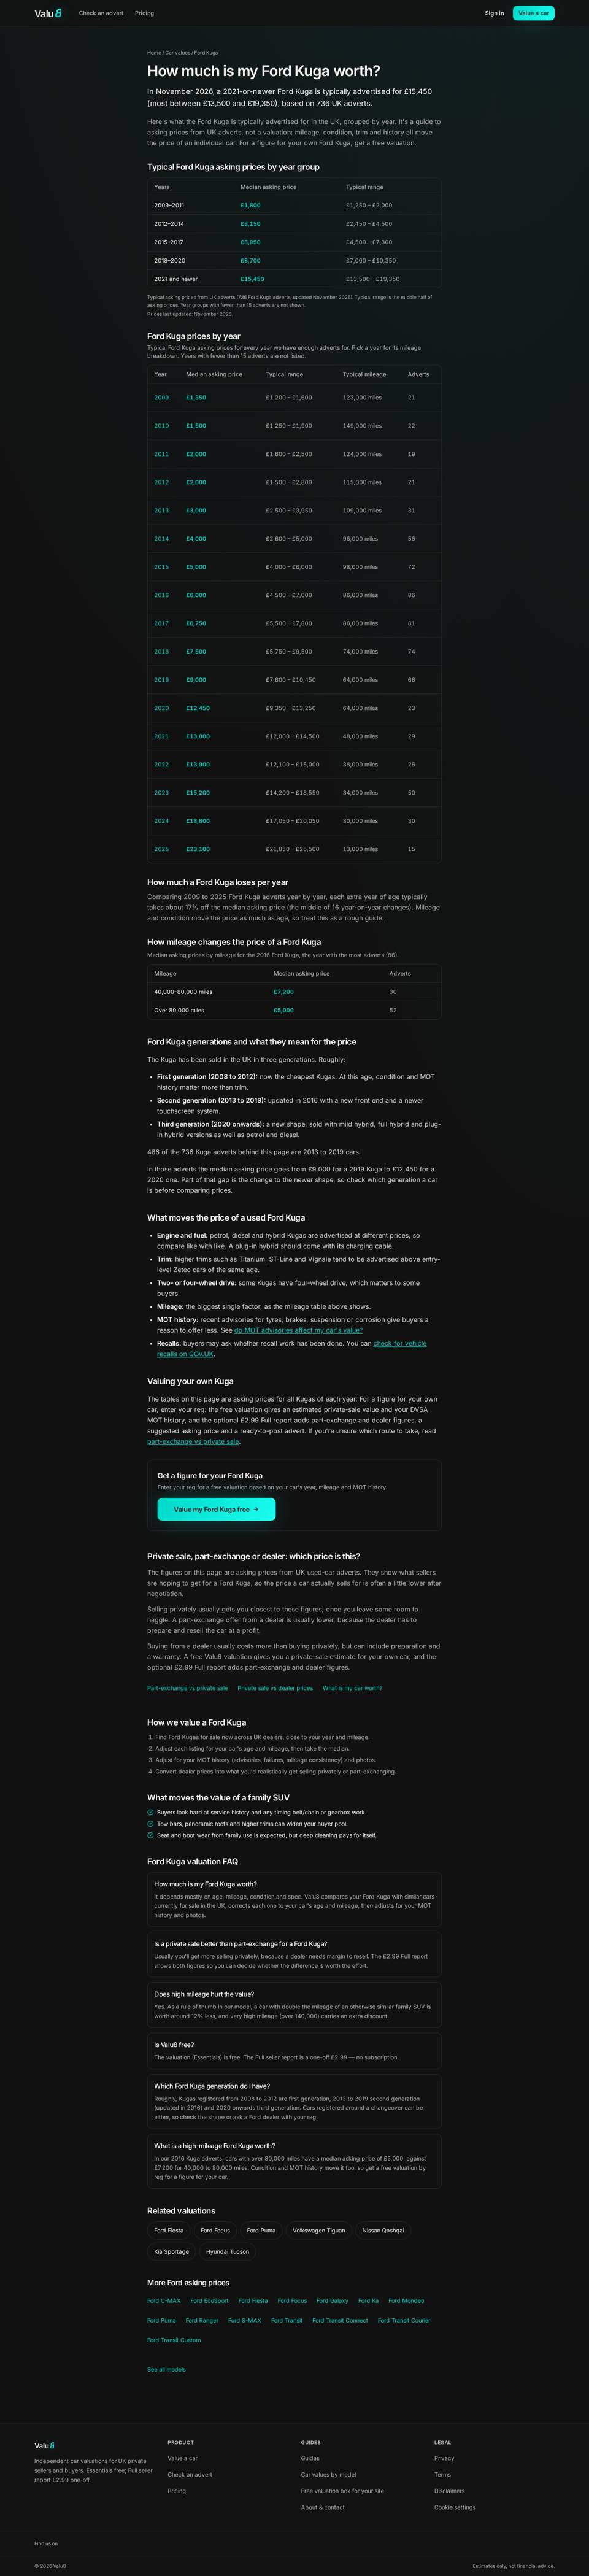 Valu8
Check an advert
Pricing
Sign in
Value a car
Home / Car values / Ford Kuga
How much is my Ford Kuga worth?
In November 2026, a 2021-or-newer Ford Kuga is typically advertised for £15,450
(most between £13,500 and £19,350), based on 736 UK adverts.
Here's what the Ford Kuga is typically advertised for in the UK, grouped by year. It's a guide to
asking prices from UK adverts, not a valuation: mileage, condition, trim and history all move
the price of an individual car. For a figure for your own Ford Kuga, get a free valuation.
Typical Ford Kuga asking prices by year group
Years Median asking price Typical range
2009–2011 £1,600 £1,250 – £2,000
2012–2014 £3,150 £2,450 – £4,500
2015–2017 £5,950 £4,500 – £7,300
2018–2020 £8,700 £7,000 – £10,350
2021 and newer £15,450 £13,500 – £19,350
Typical asking prices from UK adverts (736 Ford Kuga adverts, updated November 2026). Typical range is the middle half of
asking prices. Year groups with fewer than 15 adverts are not shown.
Prices last updated: November 2026.
Ford Kuga prices by year
Typical Ford Kuga asking prices for every year we have enough adverts for. Pick a year for its mileage
breakdown. Years with fewer than 15 adverts are not listed.
Year Median asking price Typical range Typical mileage Adverts
2009 £1,350 £1,200 – £1,600 123,000 miles 21
2010 £1,500 £1,250 – £1,900 149,000 miles 22
2011 £2,000 £1,600 – £2,500 124,000 miles 19
2012 £2,000 £1,500 – £2,800 115,000 miles 21
2013 £3,000 £2,500 – £3,950 109,000 miles 31
2014 £4,000 £2,600 – £5,000 96,000 miles 56
2015 £5,000 £4,000 – £6,000 98,000 miles 72
2016 £6,000 £4,500 – £7,000 86,000 miles 86
2017 £6,750 £5,500 – £7,800 86,000 miles 81
2018 £7,500 £5,750 – £9,500 74,000 miles 74
2019 £9,000 £7,600 – £10,450 64,000 miles 66
2020 £12,450 £9,350 – £13,250 64,000 miles 23
2021 £13,000 £12,000 – £14,500 48,000 miles 29
2022 £13,900 £12,100 – £15,000 38,000 miles 26
2023 £15,200 £14,200 – £18,550 34,000 miles 50
2024 £18,800 £17,050 – £20,050 30,000 miles 30
2025 £23,100 £21,850 – £25,500 13,000 miles 15
How much a Ford Kuga loses per year
Comparing 2009 to 2025 Ford Kuga adverts year by year, each extra year of age typically
takes about 17% off the median asking price (the middle of 16 year-on-year changes). Mileage
and condition move the price as much as age, so treat this as a rough guide.
How mileage changes the price of a Ford Kuga
Median asking prices by mileage for the 2016 Ford Kuga, the year with the most adverts (86).
Mileage Median asking price Adverts
40,000–80,000 miles £7,200 30
Over 80,000 miles £5,000 52
Ford Kuga generations and what they mean for the price
The Kuga has been sold in the UK in three generations. Roughly:
• First generation (2008 to 2012): now the cheapest Kugas. At this age, condition and MOT
history matter more than trim.
• Second generation (2013 to 2019): updated in 2016 with a new front end and a newer
touchscreen system.
• Third generation (2020 onwards): a new shape, sold with mild hybrid, full hybrid and plug-
in hybrid versions as well as petrol and diesel.
466 of the 736 Kuga adverts behind this page are 2013 to 2019 cars.
In those adverts the median asking price goes from £9,000 for a 2019 Kuga to £12,450 for a
2020 one. Part of that gap is the change to the newer shape, so check which generation a car
is before comparing prices.
What moves the price of a used Ford Kuga
• Engine and fuel: petrol, diesel and hybrid Kugas are advertised at different prices, so
compare like with like. A plug-in hybrid should come with its charging cable.
• Trim: higher trims such as Titanium, ST-Line and Vignale tend to be advertised above entry-
level Zetec cars of the same age.
• Two- or four-wheel drive: some Kugas have four-wheel drive, which matters to some
buyers.
• Mileage: the biggest single factor, as the mileage table above shows.
• MOT history: recent advisories for tyres, brakes, suspension or corrosion give buyers a
reason to offer less. See do MOT advisories affect my car's value?
• Recalls: buyers may ask whether recall work has been done. You can check for vehicle
recalls on GOV.UK.
Valuing your own Kuga
The tables on this page are asking prices for all Kugas of each year. For a figure for your own
car, enter your reg: the free valuation gives an estimated private-sale value and your DVSA
MOT history, and the optional £2.99 Full report adds part-exchange and dealer figures, a
suggested asking price and a ready-to-post advert. If you're unsure which route to take, read
part-exchange vs private sale.
Get a figure for your Ford Kuga
Enter your reg for a free valuation based on your car's year, mileage and MOT history.
Value my Ford Kuga free →
Private sale, part-exchange or dealer: which price is this?
The figures on this page are asking prices from UK used-car adverts. They show what sellers
are hoping to get for a Ford Kuga, so the price a car actually sells for is often a little lower after
negotiation.
Selling privately usually gets you closest to these figures, once you leave some room to
haggle. A part-exchange offer from a dealer is usually lower, because the dealer has to
prepare and resell the car at a profit.
Buying from a dealer usually costs more than buying privately, but can include preparation and
a warranty. A free Valu8 valuation gives you a private-sale estimate for your own car, and the
optional £2.99 Full report adds part-exchange and dealer figures.
Part-exchange vs private sale Private sale vs dealer prices What is my car worth?
How we value a Ford Kuga
1. Find Ford Kugas for sale now across UK dealers, close to your year and mileage.
2. Adjust each listing for your car's age and mileage, then take the median.
3. Adjust for your MOT history (advisories, failures, mileage consistency) and photos.
4. Convert dealer prices into what you'd realistically get selling privately or part-exchanging.
What moves the value of a family SUV
Buyers look hard at service history and any timing belt/chain or gearbox work.
Tow bars, panoramic roofs and higher trims can widen your buyer pool.
Seat and boot wear from family use is expected, but deep cleaning pays for itself.
Ford Kuga valuation FAQ
How much is my Ford Kuga worth?
It depends mostly on age, mileage, condition and spec. Valu8 compares your Ford Kuga with similar cars
currently for sale in the UK, corrects each one to your car's age and mileage, then adjusts for your MOT
history and photos.
Is a private sale better than part-exchange for a Ford Kuga?
Usually you'll get more selling privately, because a dealer needs margin to resell. The £2.99 Full report
shows both figures so you can decide whether the difference is worth the effort.
Does high mileage hurt the value?
Yes. As a rule of thumb in our model, a car with double the mileage of an otherwise similar family SUV is
worth around 12% less, and very high mileage (over 140,000) carries an extra discount.
Is Valu8 free?
The valuation (Essentials) is free. The Full seller report is a one-off £2.99 — no subscription.
Which Ford Kuga generation do I have?
Roughly, Kugas registered from 2008 to 2012 are first generation, 2013 to 2019 second generation
(updated in 2016) and 2020 onwards third generation. Cars registered around a changeover can be
either, so check the shape or ask a Ford dealer with your reg.
What is a high-mileage Ford Kuga worth?
In our 2016 Kuga adverts, cars with over 80,000 miles have a median asking price of £5,000, against
£7,200 for 40,000 to 80,000 miles. Condition and MOT history move it too, so get a free valuation by
reg for a figure for your car.
Related valuations
Ford Fiesta Ford Focus Ford Puma Volkswagen Tiguan Nissan Qashqai
Kia Sportage Hyundai Tucson
More Ford asking prices
Ford C-MAX Ford EcoSport Ford Fiesta Ford Focus Ford Galaxy Ford Ka Ford Mondeo
Ford Puma Ford Ranger Ford S-MAX Ford Transit Ford Transit Connect Ford Transit Courier
Ford Transit Custom
See all models
Valu8
Independent car valuations for UK private
sellers and buyers. Essentials free; Full seller
report £2.99 one-off.
PRODUCT
Value a car
Check an advert
Pricing
GUIDES
Guides
Car values by model
Free valuation box for your site
About & contact
LEGAL
Privacy
Terms
Disclaimers
Cookie settings
Find us on
© 2026 Valu8
Estimates only, not financial advice.